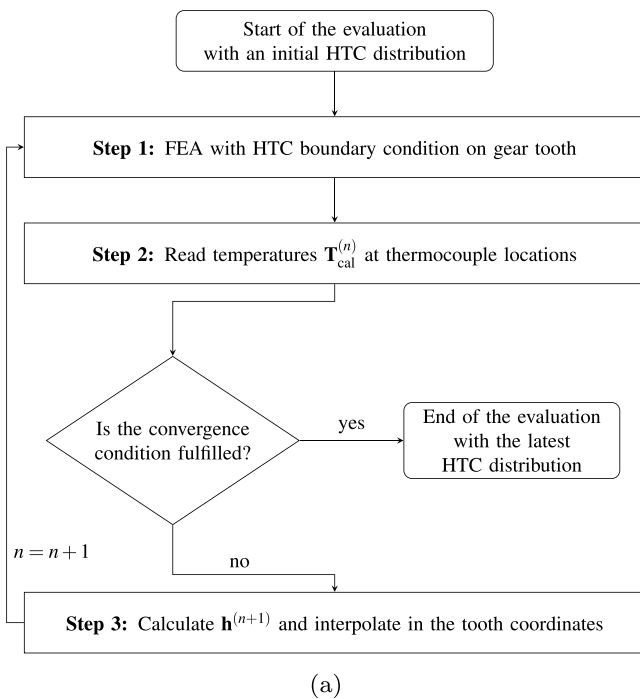 Start of the evaluation
with an initial HTC distribution
Step 1: FEA with HTC boundary condition on gear tooth
Step 2: Read temperatures T_cal^(n) at thermocouple locations
Is the convergence
condition fulfilled?
yes
End of the evaluation
with the latest
HTC distribution
n = n + 1
no
Step 3: Calculate h^(n+1) and interpolate in the tooth coordinates
(a)